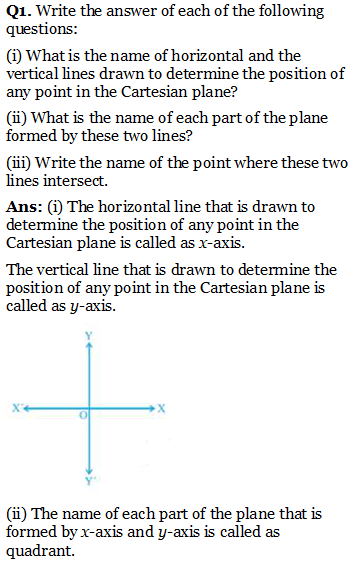 Q1. Write the answer of each of the following
questions:
(i) What is the name of horizontal and the
vertical lines drawn to determine the position of
any point in the Cartesian plane?
(ii) What is the name of each part of the plane
formed by these two lines?
(iii) Write the name of the point where these two
lines intersect.
Ans: (i) The horizontal line that is drawn to
determine the position of any point in the
Cartesian plane is called as x-axis.
The vertical line that is drawn to determine the
position of any point in the Cartesian plane is
called as y-axis.
Y
X' X
O
Y'
(ii) The name of each part of the plane that is
formed by x-axis and y-axis is called as
quadrant.